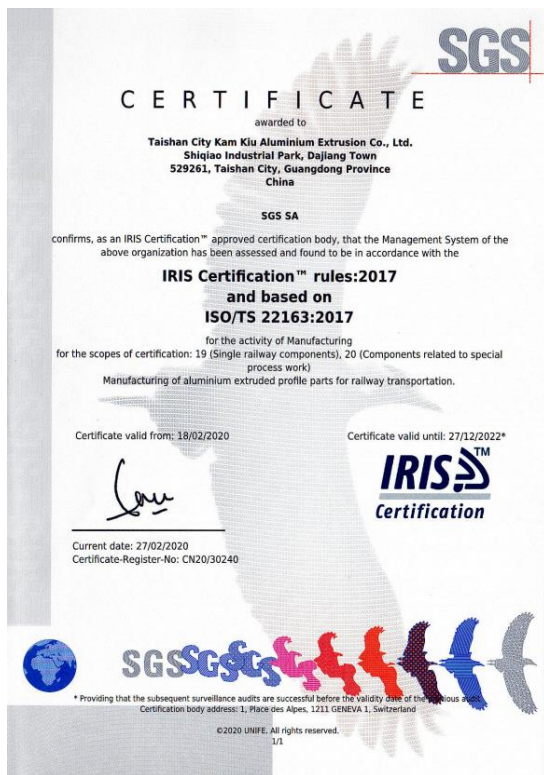 SGS
CERTIFICATE
awarded to
Taishan City Kam Kiu Aluminium Extrusion Co., Ltd.
Shiqiao Industrial Park, Dajiang Town
529261, Taishan City, Guangdong Province
China
SGS SA
confirms, as an IRIS Certification™ approved certification body, that the Management System of the
above organization has been assessed and found to be in accordance with the
IRIS Certification™ rules:2017
and based on
ISO/TS 22163:2017
for the activity of Manufacturing
for the scopes of certification: 19 (Single railway components), 20 (Components related to special
process work)
Manufacturing of aluminium extruded profile parts for railway transportation.
Certificate valid from: 18/02/2020
Certificate valid until: 27/12/2022*
IRIS™
Certification
Current date: 27/02/2020
Certificate-Register-No: CN20/30240
SGSSGSSGS
* Providing that the subsequent surveillance audits are successful before the validity date of the previous audit
Certification body address: 1, Place des Alpes, 1211 GENEVA 1, Switzerland
©2020 UNIFE. All rights reserved.
1/1